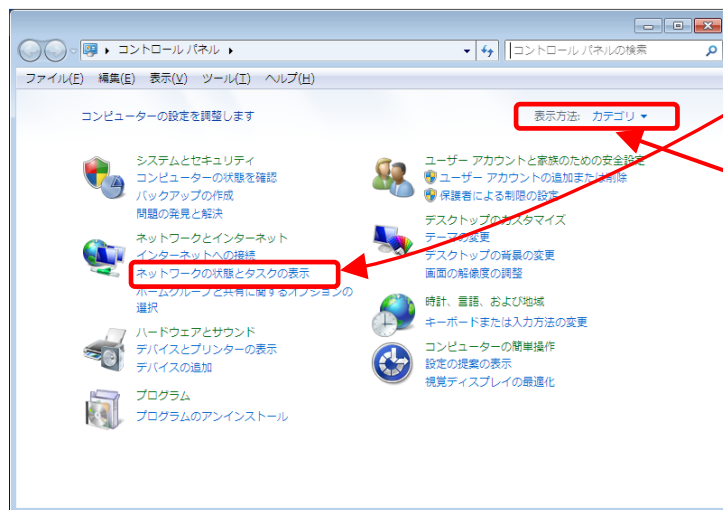 コントロール パネル
コントロール パネルの検索
ファイル(F) 編集(E) 表示(V) ツール(T) ヘルプ(H)
コンピューターの設定を調整します
表示方法: カテゴリ
システムとセキュリティ
コンピューターの状態を確認
バックアップの作成
問題の発見と解決
ネットワークとインターネット
インターネットへの接続
ネットワークの状態とタスクの表示
ホームグループと共有に関するオプションの
選択
ハードウェアとサウンド
デバイスとプリンターの表示
デバイスの追加
プログラム
プログラムのアンインストール
ユーザー アカウントと家族のための安全設定
ユーザー アカウントの追加または削除
保護者による制限の設定
デスクトップのカスタマイズ
テーマの変更
デスクトップの背景の変更
画面の解像度の調整
時計、言語、および地域
キーボードまたは入力方法の変更
コンピューターの簡単操作
設定の提案の表示
視覚ディスプレイの最適化